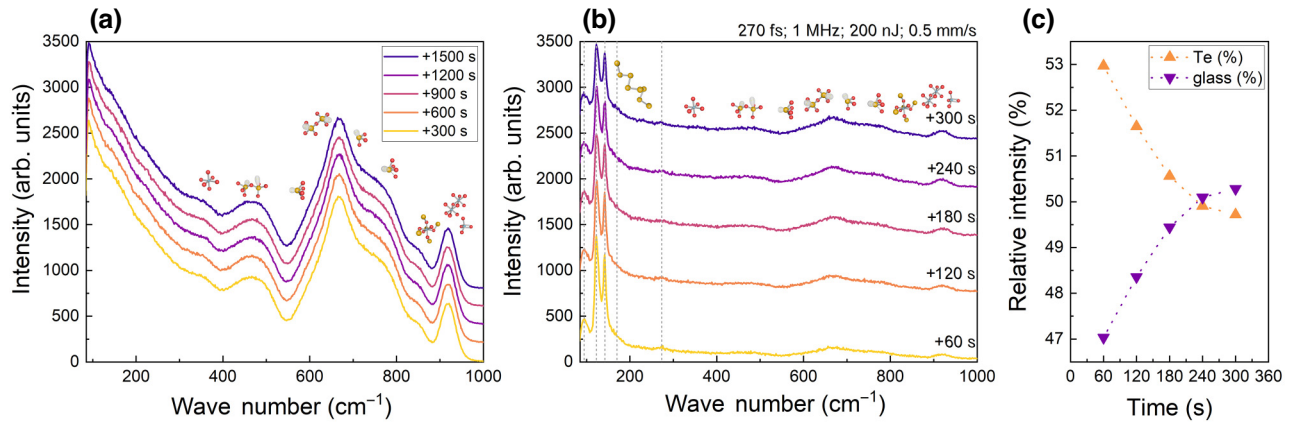 (a)
3500
3000
2500
2000
1500
1000
500
0
Intensity (arb. units)
+1500 s
+1200 s
+900 s
+600 s
+300 s
200 400 600 800 1000
Wave number (cm⁻¹)
(b)
270 fs; 1 MHz; 200 nJ; 0.5 mm/s
3500
3000
2500
2000
1500
1000
500
0
Intensity (arb. units)
+300 s
+240 s
+180 s
+120 s
+60 s
200 400 600 800 1000
Wave number (cm⁻¹)
(c)
Te (%)
glass (%)
53
52
51
50
49
48
47
Relative intensity (%)
0 60 120 180 240 300 360
Time (s)